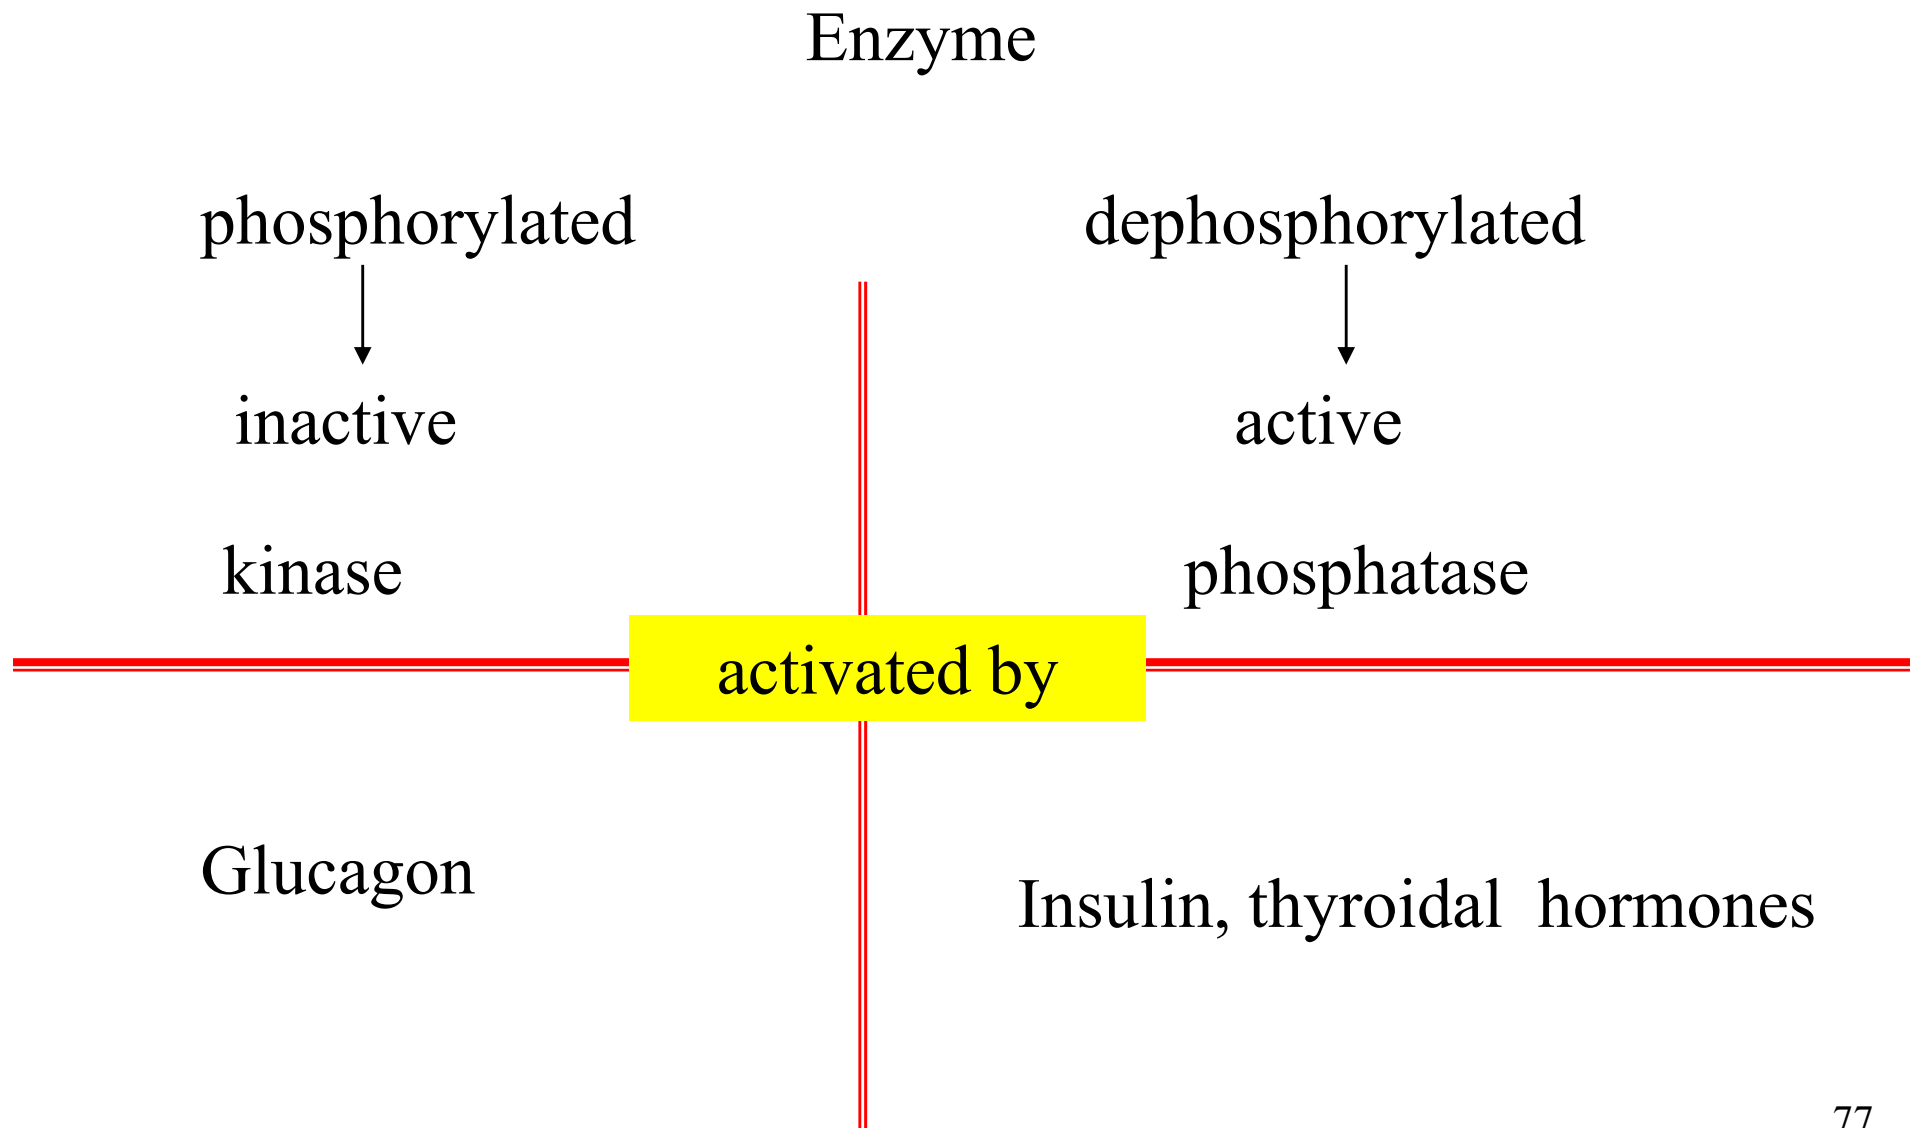 Enzyme
phosphorylated dephosphorylated
inactive active
kinase phosphatase
activated by
Glucagon
Insulin, thyroidal hormones
77